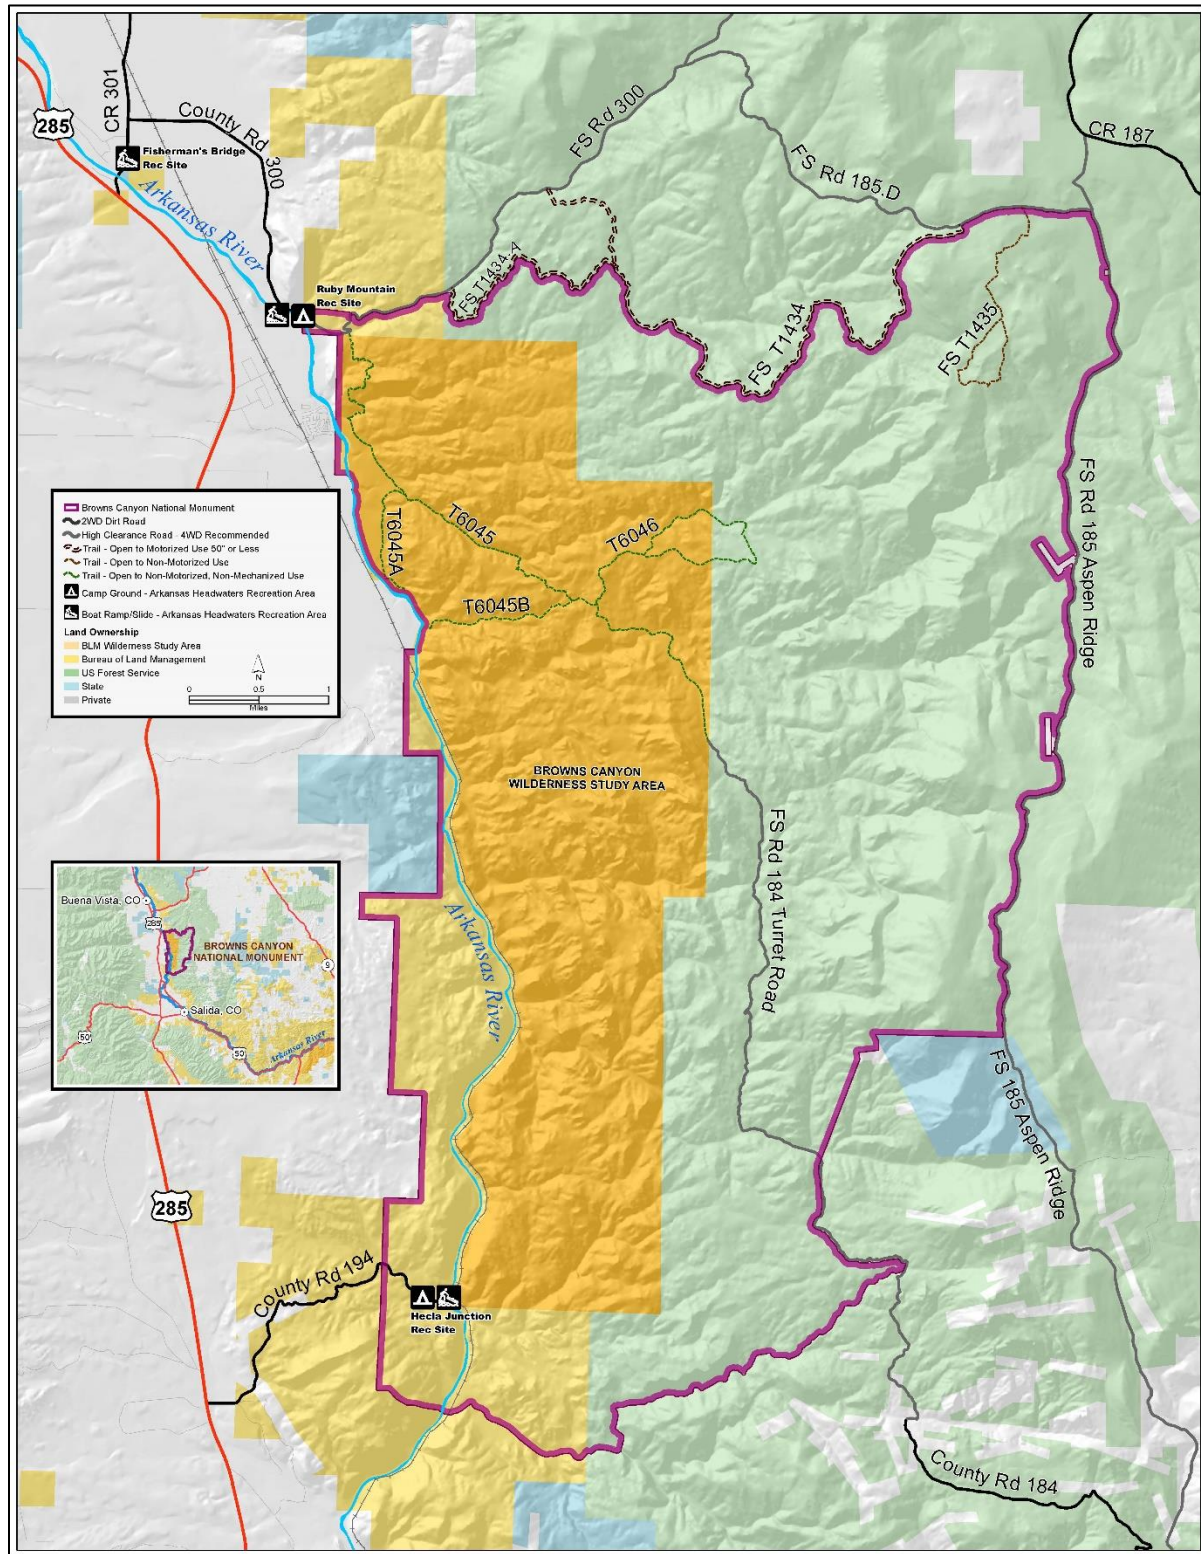 CR 301
County Rd 300
285
Fisherman's Bridge
Rec Site
Arkansas River
FS Rd 300
CR 187
FS Rd 185.D
Ruby Mountain
Rec Site
FS T1434-A
FS T1434
FS T1435
FS Rd 185 Aspen Ridge
Browns Canyon National Monument
2WD Dirt Road
High Clearance Road - 4WD Recommended
Trail - Open to Motorized Use 50" or Less
Trail - Open to Non-Motorized Use
Trail - Open to Non-Motorized, Non-Mechanized Use
Camp Ground - Arkansas Headwaters Recreation Area
Boat Ramp/Slide - Arkansas Headwaters Recreation Area
Land Ownership
BLM Wilderness Study Area
Bureau of Land Management
US Forest Service
State
Private
N
0 0.5 1
Miles
T6045
T6045A
T6046
T6045B
BROWNS CANYON
WILDERNESS STUDY AREA
FS Rd 184 Turret Road
Arkansas River
Buena Vista, CO
285
BROWNS CANYON
NATIONAL MONUMENT
9
Salida, CO
50
50
Arkansas River
FS 185 Aspen Ridge
285
County Rd 194
Hecla Junction
Rec Site
County Rd 184